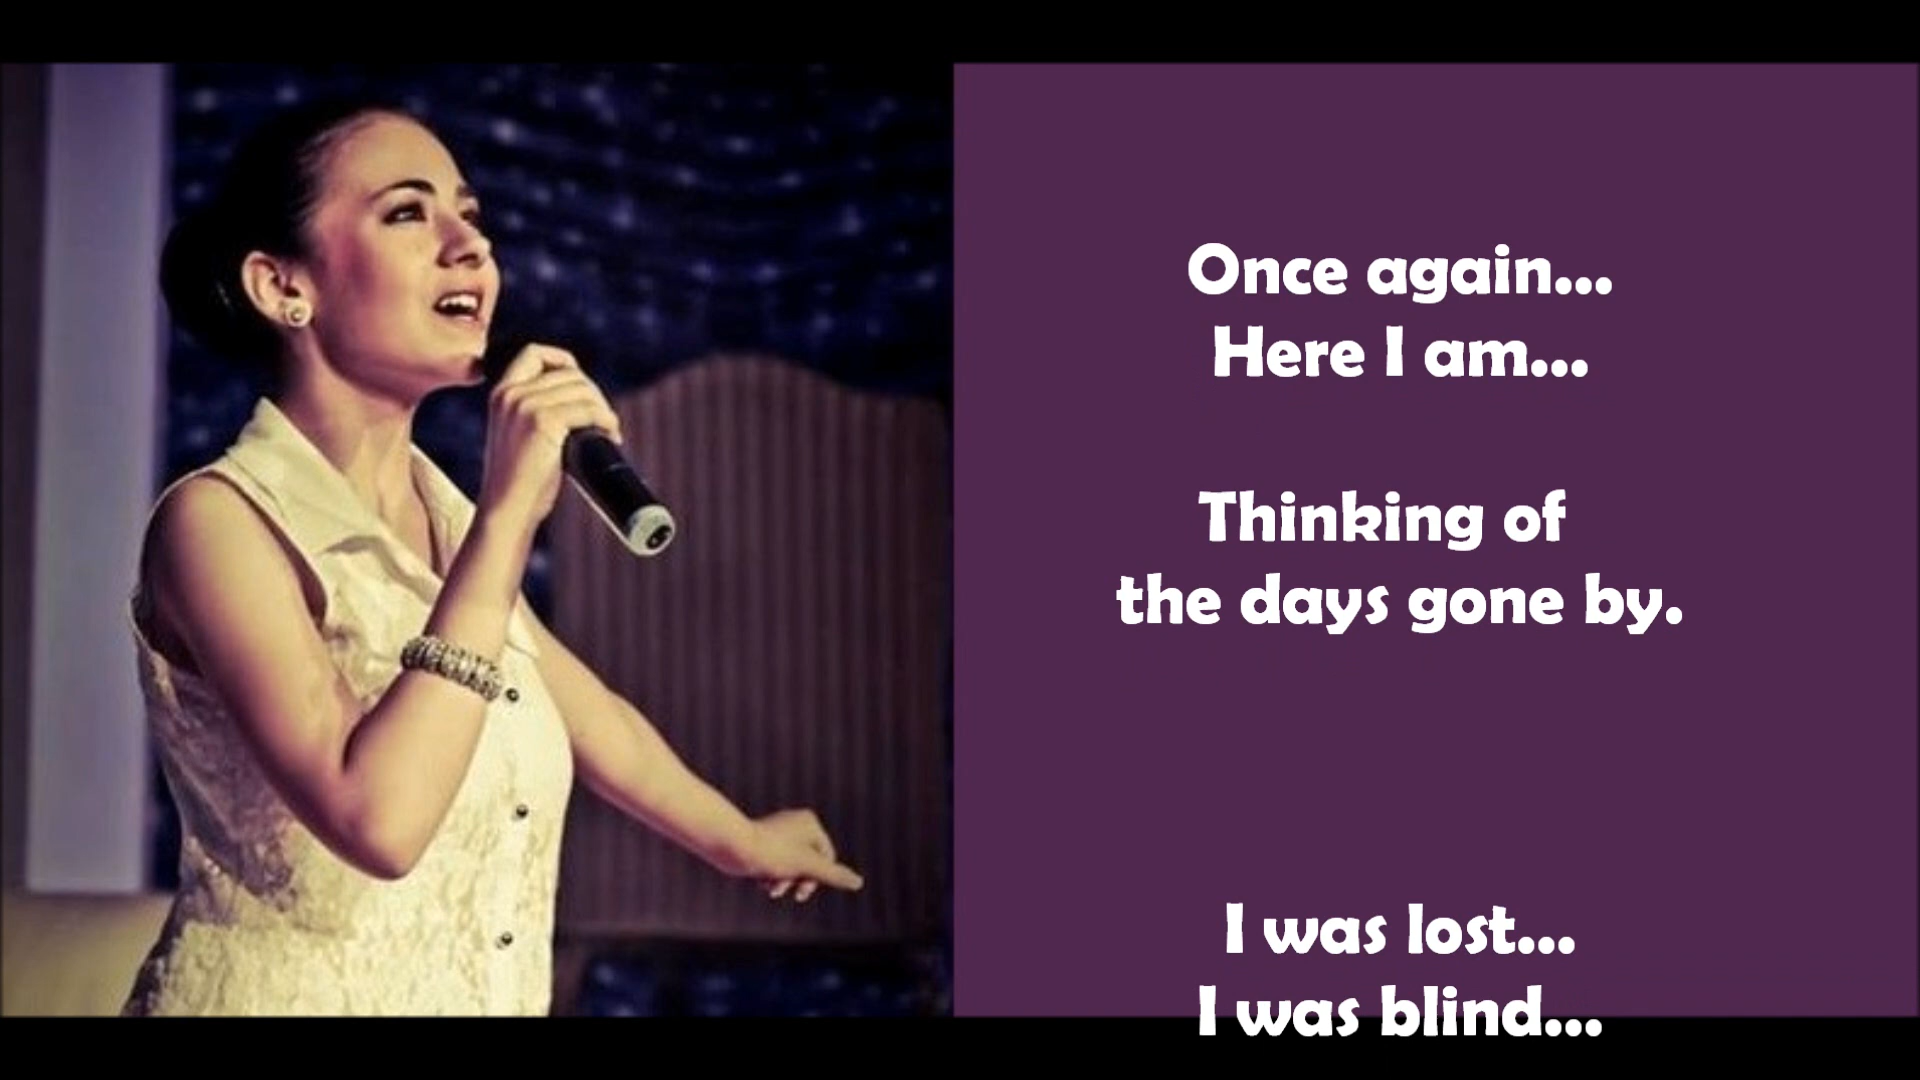 Once again...
Here I am...
Thinking of
the days gone by.
I was lost...
I was blind...